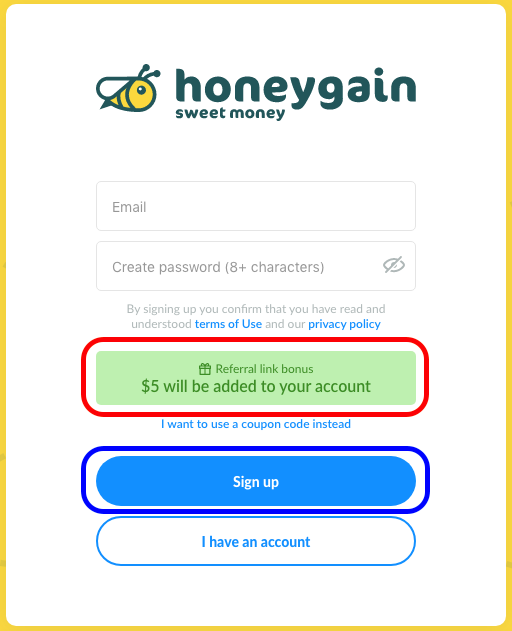 honeygain
sweet money
Email
Create password (8+ characters)
By signing up you confirm that you have read and
understood terms of Use and our privacy policy
Referral link bonus
$5 will be added to your account
I want to use a coupon code instead
Sign up
I have an account